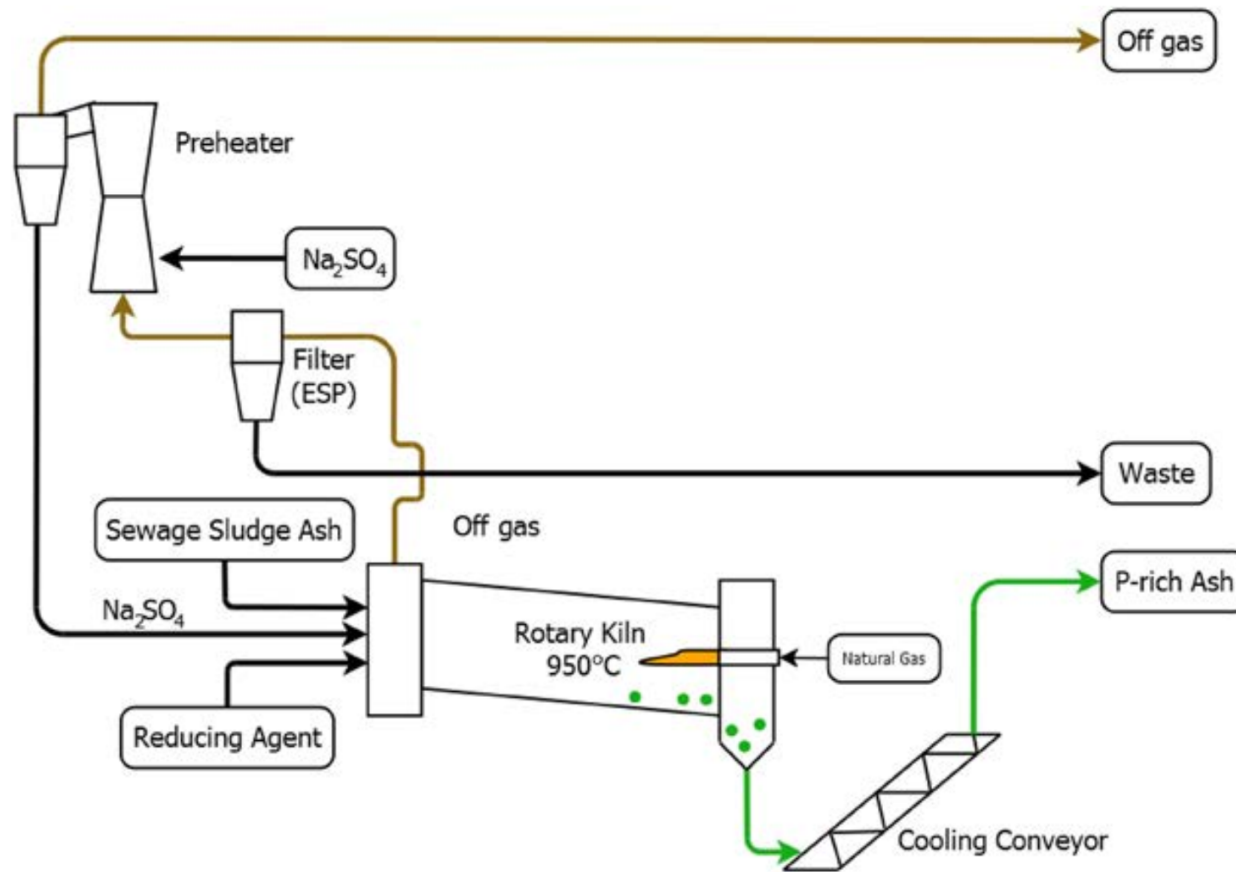 Off gas
Preheater
Na₂SO₄
Filter
(ESP)
Waste
Sewage Sludge Ash
Off gas
P-rich Ash
Na₂SO₄
Rotary Kiln
950°C
Natural Gas
Reducing Agent
Cooling Conveyor